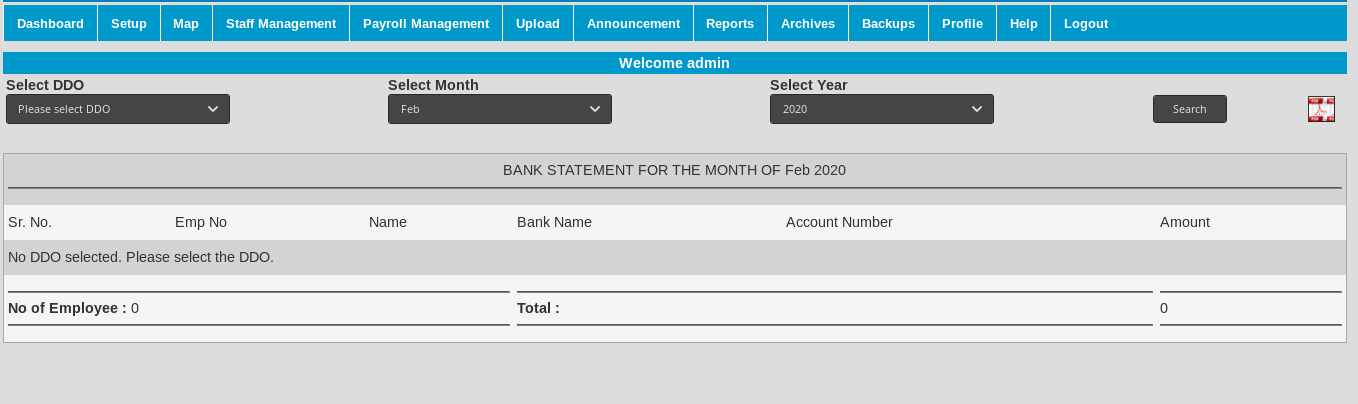 Dashboard Setup Map Staff Management Payroll Management Upload Announcement Reports Archives Backups Profile Help Logout
Welcome admin
Select DDO Select Month Select Year
Please select DDO Feb 2020 Search
BANK STATEMENT FOR THE MONTH OF Feb 2020
Sr. No. Emp No Name Bank Name Account Number Amount
No DDO selected. Please select the DDO.
No of Employee : 0 Total : 0